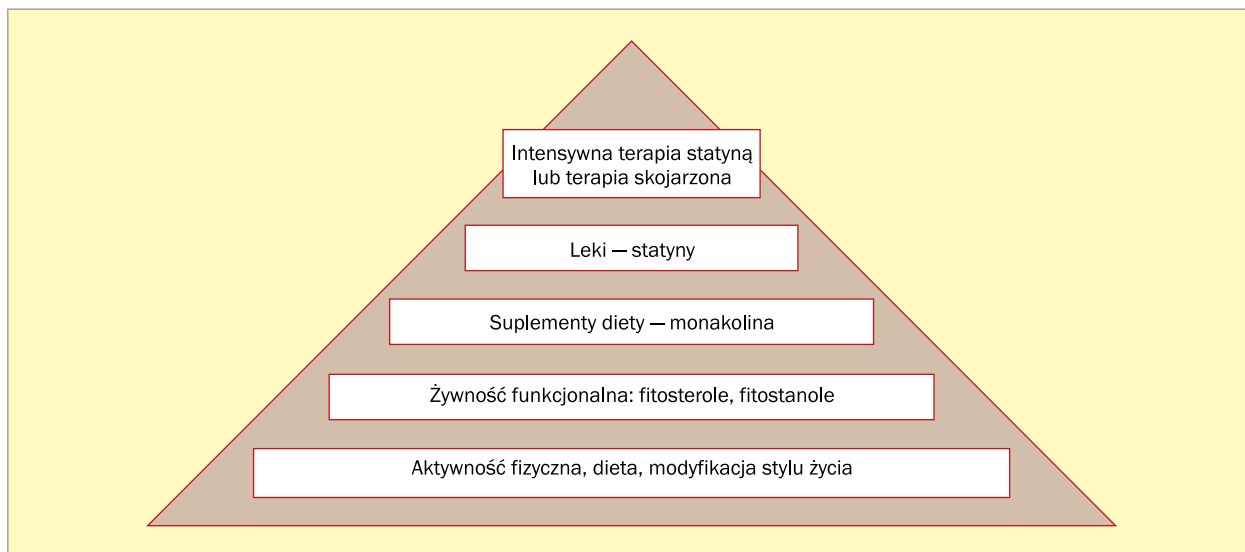 Intensywna terapia statyną
lub terapia skojarzona
Leki — statyny
Suplementy diety — monakolina
Żywność funkcjonalna: fitosterole, fitostanole
Aktywność fizyczna, dieta, modyfikacja stylu życia